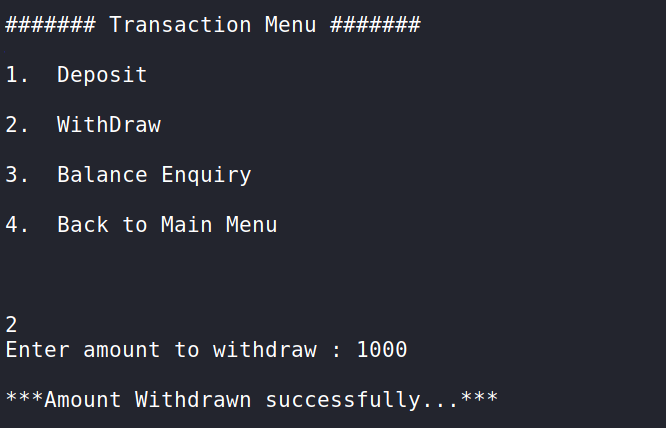 ####### Transaction Menu #######
1.  Deposit
2.  WithDraw
3.  Balance Enquiry
4.  Back to Main Menu
2
Enter amount to withdraw : 1000
***Amount Withdrawn successfully...***